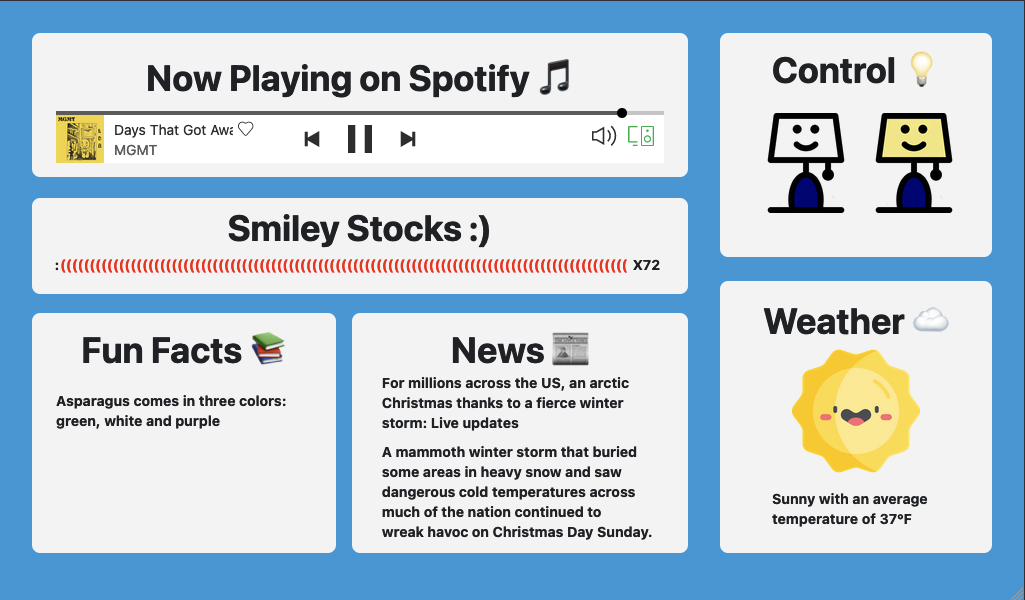 Now Playing on Spotify 🎵
MGMT
Days That Got Awa
MGMT
Smiley Stocks :)
:(((((((((((((((((((((((((((((((((((((((((((((((((((((((((((((((((((((((((((((((((((((((((((((((( X72
Fun Facts 📚
Asparagus comes in three colors:
green, white and purple
News 📰
For millions across the US, an arctic
Christmas thanks to a fierce winter
storm: Live updates
A mammoth winter storm that buried
some areas in heavy snow and saw
dangerous cold temperatures across
much of the nation continued to
wreak havoc on Christmas Day Sunday.
Control 💡
Weather ☁️
Sunny with an average
temperature of 37°F